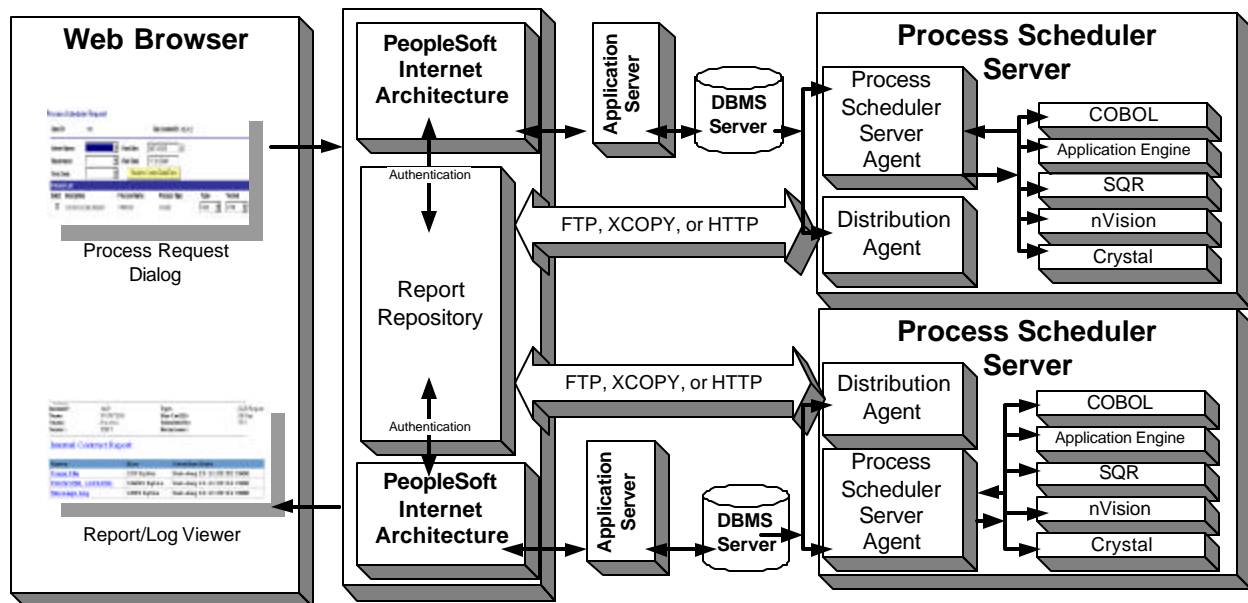 Web Browser
Process Request
Dialog
Internal Contract Report
Report/Log Viewer
PeopleSoft
Internet
Architecture
Authentication
Report
Repository
Authentication
PeopleSoft
Internet
Architecture
Application
Server
DBMS
Server
FTP, XCOPY, or HTTP
FTP, XCOPY, or HTTP
Application
Server
DBMS
Server
Process Scheduler
Server
Process
Scheduler
Server
Agent
Distribution
Agent
COBOL
Application Engine
SQR
nVision
Crystal
Process Scheduler
Server
Distribution
Agent
Process
Scheduler
Server
Agent
COBOL
Application Engine
SQR
nVision
Crystal